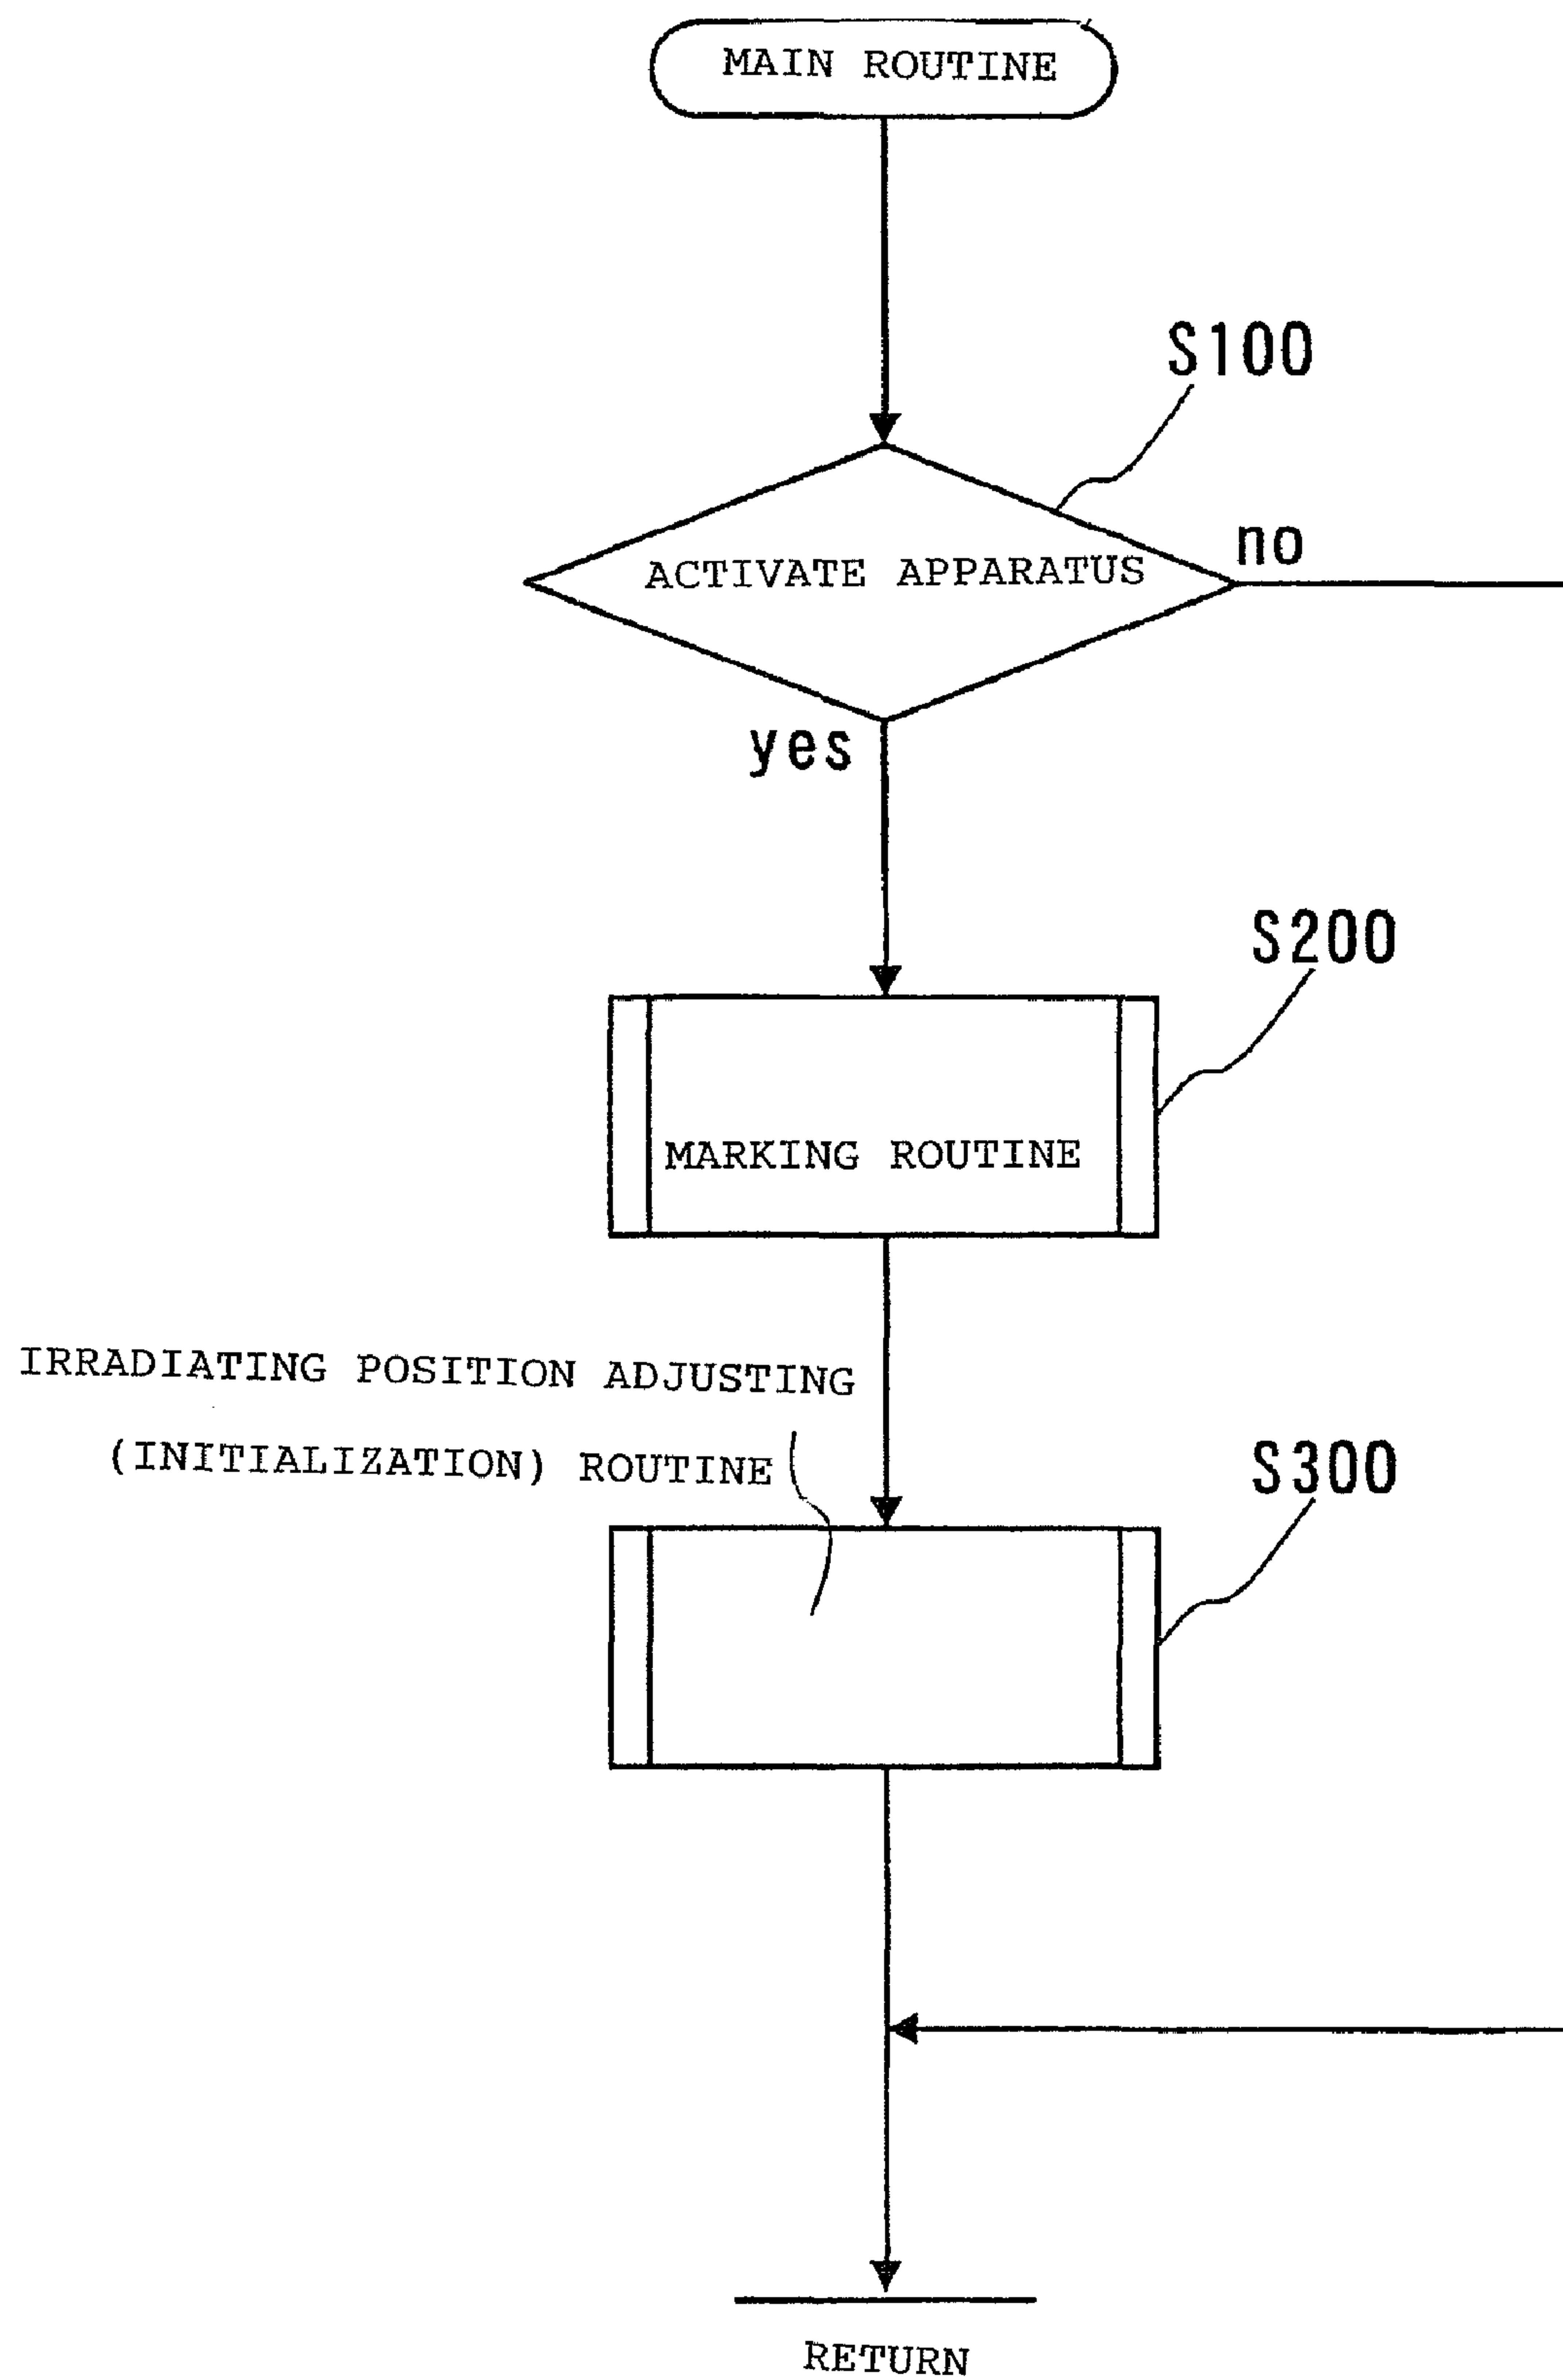 MAIN ROUTINE
S100
ACTIVATE APPARATUS
no
yes
S200
MARKING ROUTINE
IRRADIATING POSITION ADJUSTING
(INITIALIZATION) ROUTINE
S300
RETURN